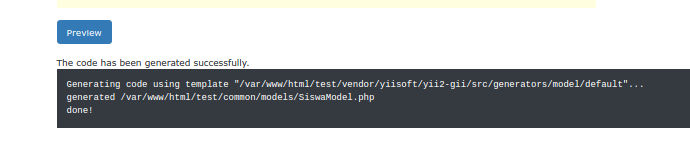 Preview
The code has been generated successfully.
Generating code using template "/var/www/html/test/vendor/yiisoft/yii2-gii/src/generators/model/default"...
generated /var/www/html/test/common/models/SiswaModel.php
done!